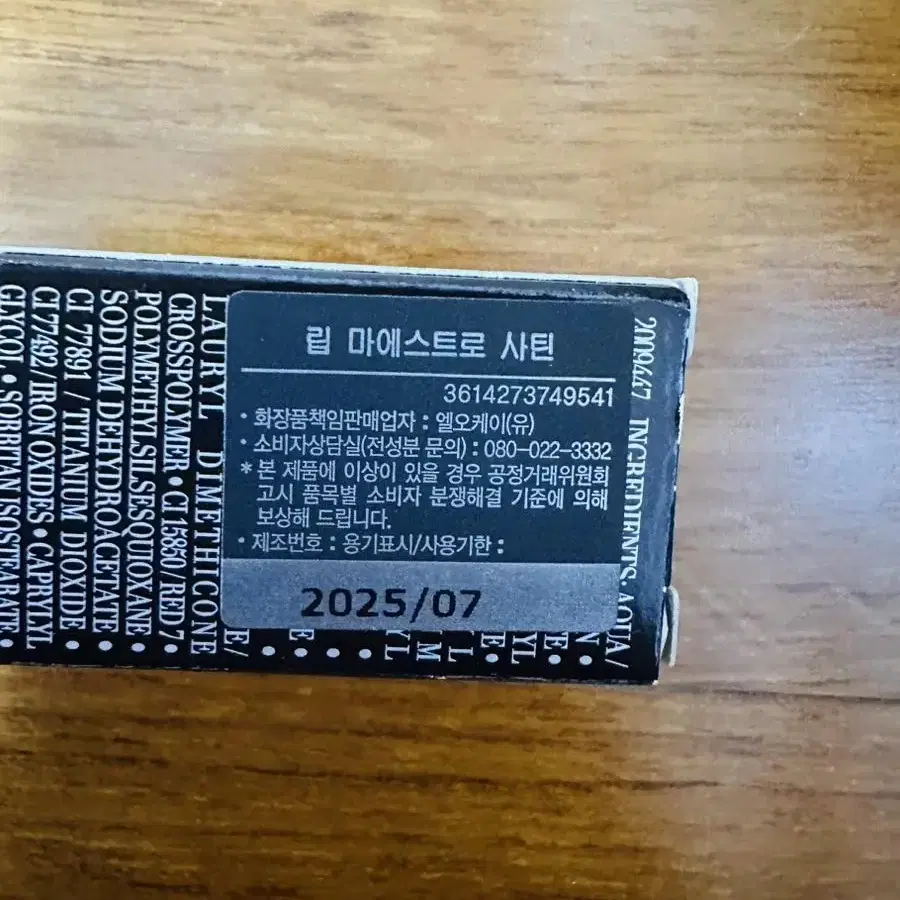 립 마에스트로 사틴
3614273749541
• 화장품책임판매업자 : 엘오케이(유)
• 소비자상담실(전성분 문의) : 080-022-3332
* 본 제품에 이상이 있을 경우 공정거래위원회
고시 품목별 소비자 분쟁해결 기준에 의해
보상해 드립니다.
• 제조번호 : 용기표시/사용기한 :
2025/07
2009447 INGREDIENTS: AQUA /
LAURYL DIMETHICONE
CROSSPOLYMER • CI 15850 / RED 7 •
POLYMETHYLSILSESQUIOXANE •
SODIUM DEHYDROACETATE •
CI 77891 / TITANIUM DIOXIDE •
CI 77492 / IRON OXIDES • CAPRYLYL
GLYCOL • SORBITAN ISOSTEARATE •